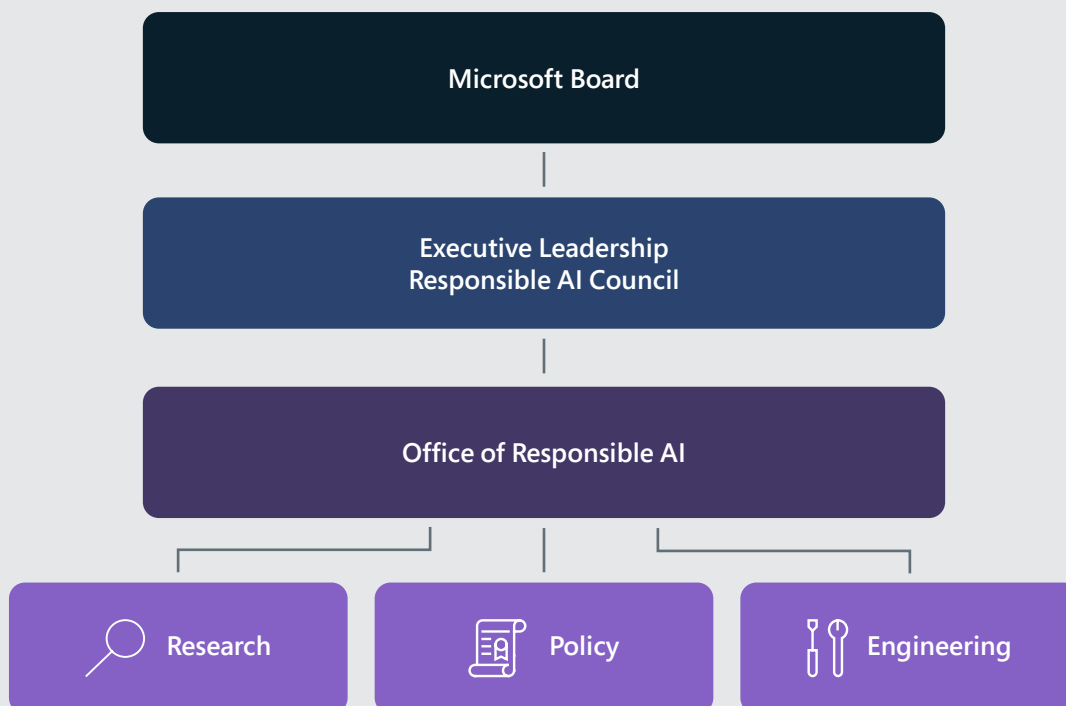 Microsoft Board
Executive Leadership
Responsible AI Council
Office of Responsible AI
Research
Policy
Engineering